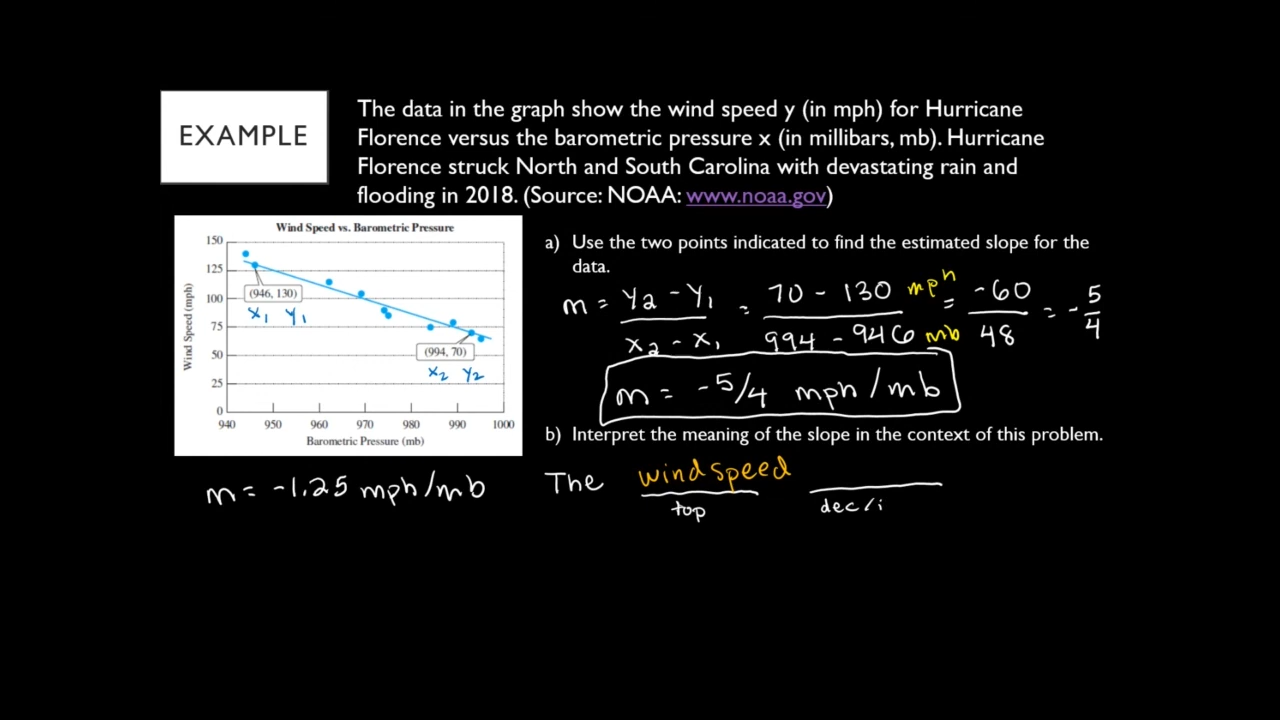 EXAMPLE
The data in the graph show the wind speed y (in mph) for Hurricane
Florence versus the barometric pressure x (in millibars, mb). Hurricane
Florence struck North and South Carolina with devastating rain and
flooding in 2018. (Source: NOAA: www.noaa.gov)
Wind Speed vs. Barometric Pressure
Wind Speed (mph)
150
125
100
75
50
25
0
(946, 130)
x₁ y₁
(994, 70)
x₂ y₂
940 950 960 970 980 990 1000
Barometric Pressure (mb)
m = -1.25 mph/mb
a) Use the two points indicated to find the estimated slope for the
data.
m = y₂ - y₁ = 70 - 130 mph = -60 = - 5
x₂ - x₁ 994 - 946 mb 48 4
m = -5/4 mph/mb
b) Interpret the meaning of the slope in the context of this problem.
The wind speed
top dec/i